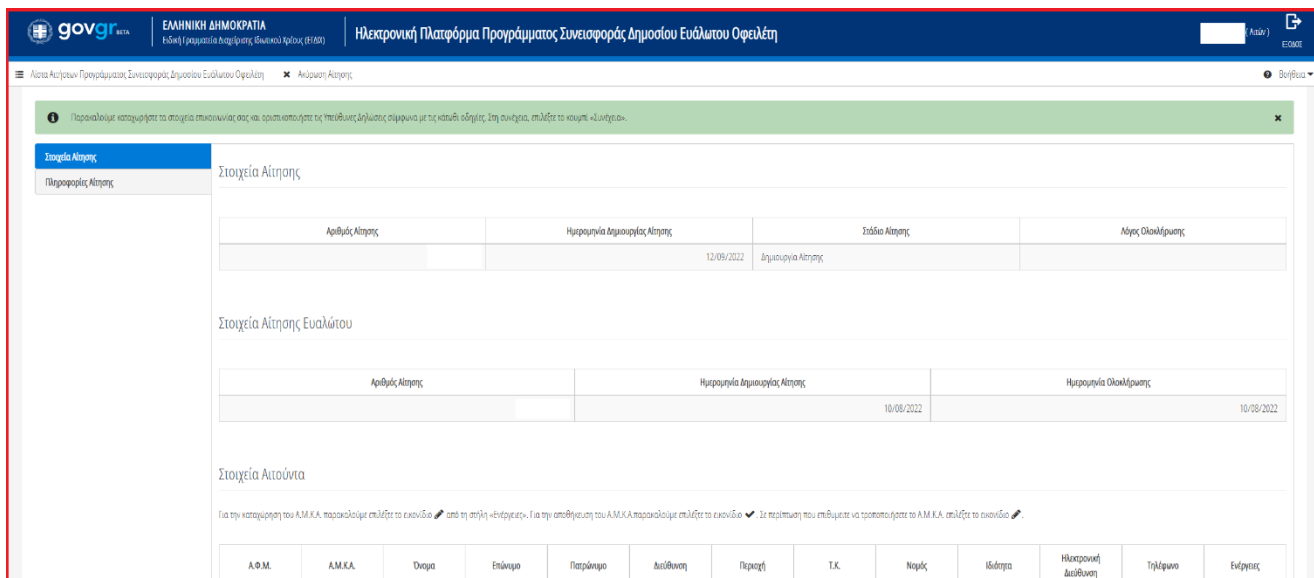 govgr BETA
ΕΛΛΗΝΙΚΗ ΔΗΜΟΚΡΑΤΙΑ
Ειδική Γραμματεία Διαχείρισης Ιδιωτικού Χρέους (ΕΓΔΙΧ)
Ηλεκτρονική Πλατφόρμα Προγράμματος Συνεισφοράς Δημοσίου Ευάλωτου Οφειλέτη
( Αιτών )
ΕΞΟΔΟΣ
Λίστα Αιτήσεων Προγράμματος Συνεισφοράς Δημοσίου Ευάλωτου Οφειλέτη Ακύρωση Αίτησης Βοήθεια
Παρακαλούμε καταχωρήστε τα στοιχεία επικοινωνίας σας και οριστικοποιήστε τις Υπεύθυνες Δηλώσεις σύμφωνα με τις κάτωθι οδηγίες. Στη συνέχεια, επιλέξτε το κουμπί «Συνέχεια».
Στοιχεία Αίτησης
Πληροφορίες Αίτησης
Στοιχεία Αίτησης
Αριθμός Αίτησης Ημερομηνία Δημιουργίας Αίτησης Στάδιο Αίτησης Λόγος Ολοκλήρωσης
12/09/2022 Δημιουργία Αίτησης
Στοιχεία Αίτησης Ευαλώτου
Αριθμός Αίτησης Ημερομηνία Δημιουργίας Αίτησης Ημερομηνία Ολοκλήρωσης
10/08/2022 10/08/2022
Στοιχεία Αιτούντα
Για την καταχώρηση του Α.Μ.Κ.Α. παρακαλούμε επιλέξτε το εικονίδιο από τη στήλη «Ενέργειες». Για την αποθήκευση του Α.Μ.Κ.Α παρακαλούμε επιλέξτε το εικονίδιο . Σε περίπτωση που επιθυμείτε να τροποποιήσετε το Α.Μ.Κ.Α. επιλέξτε το εικονίδιο .
Α.Φ.Μ. Α.Μ.Κ.Α. Όνομα Επώνυμο Πατρώνυμο Διεύθυνση Περιοχή Τ.Κ. Νομός Ιδιότητα Ηλεκτρονική Διεύθυνση Τηλέφωνο Ενέργειες